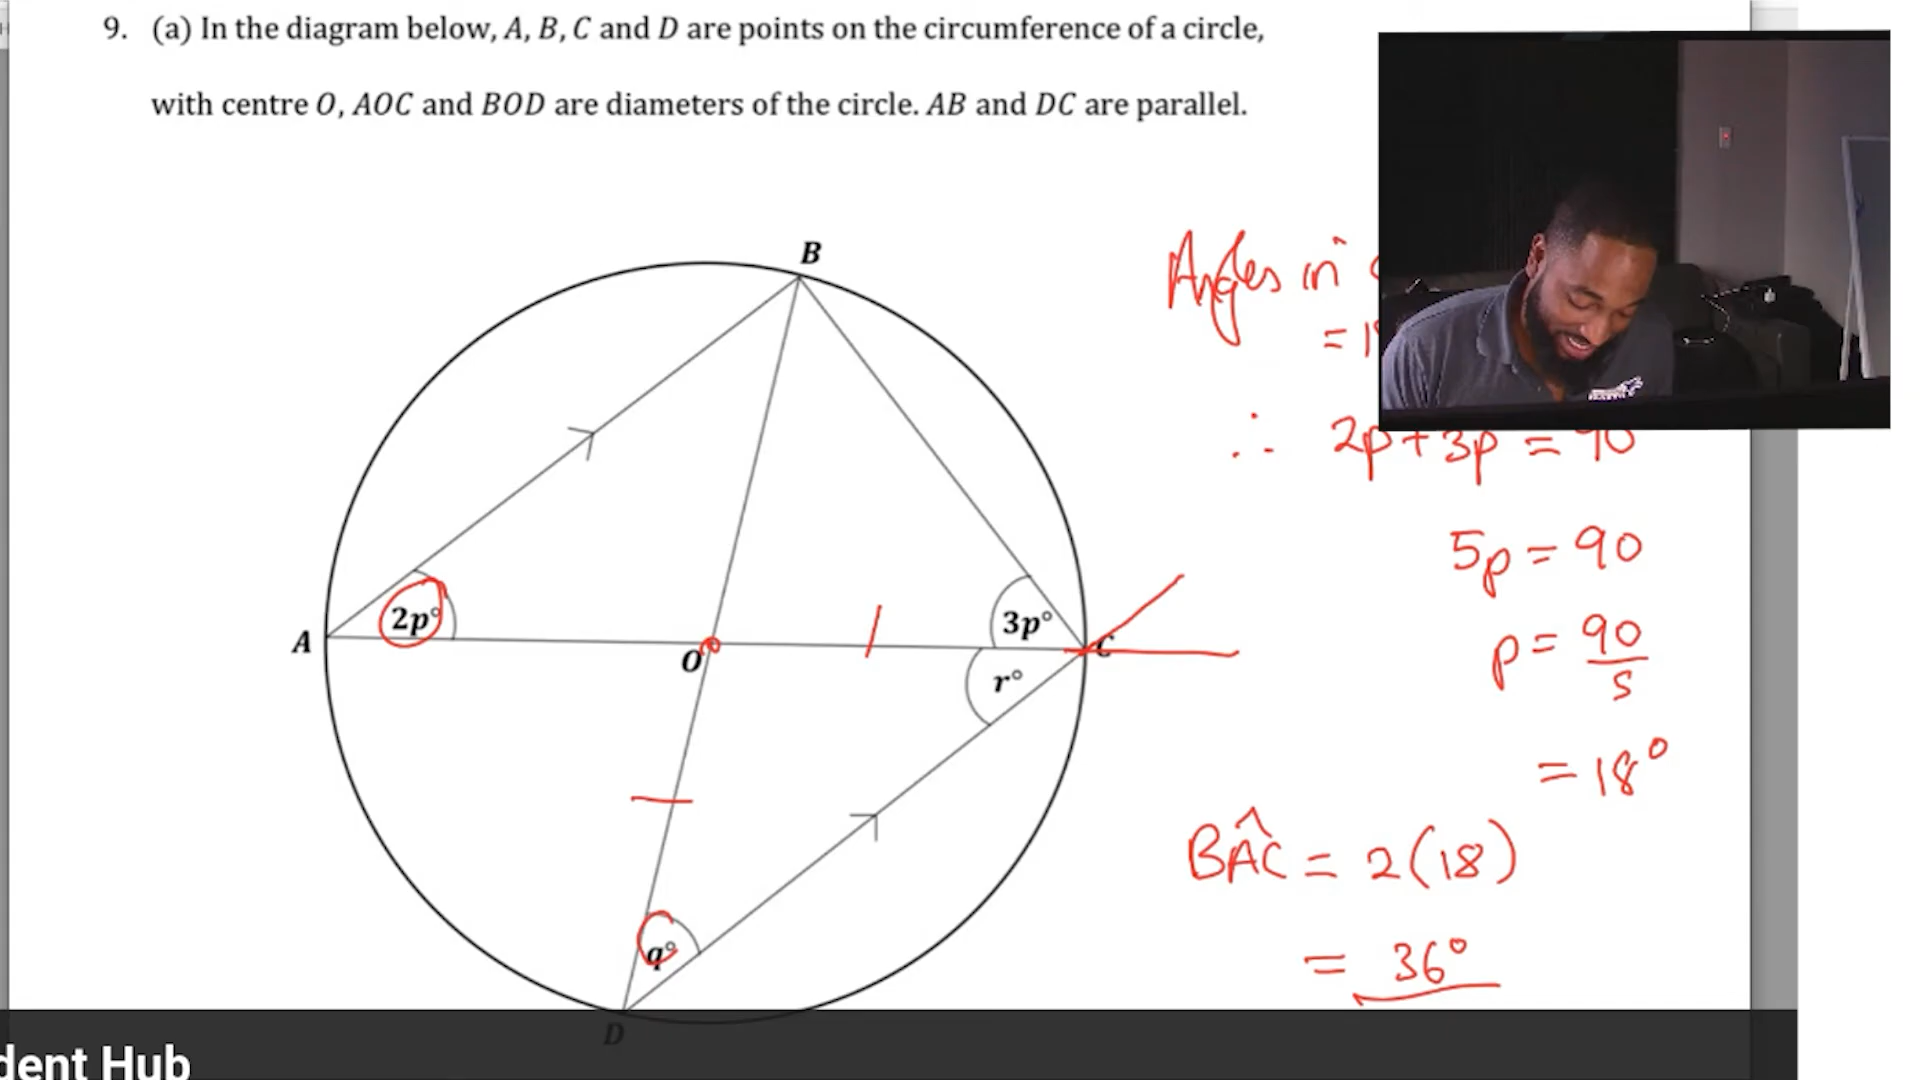 9. (a) In the diagram below, A, B, C and D are points on the circumference of a circle,
with centre O, AOC and BOD are diameters of the circle. AB and DC are parallel.
B
Angles in
=
∴ 2p + 3p = 90
5p = 90
A
2p°
O
3p°
C
r°
p = 90/5
= 18°
BÂC = 2(18)
q°
= 36°
D
dent Hub